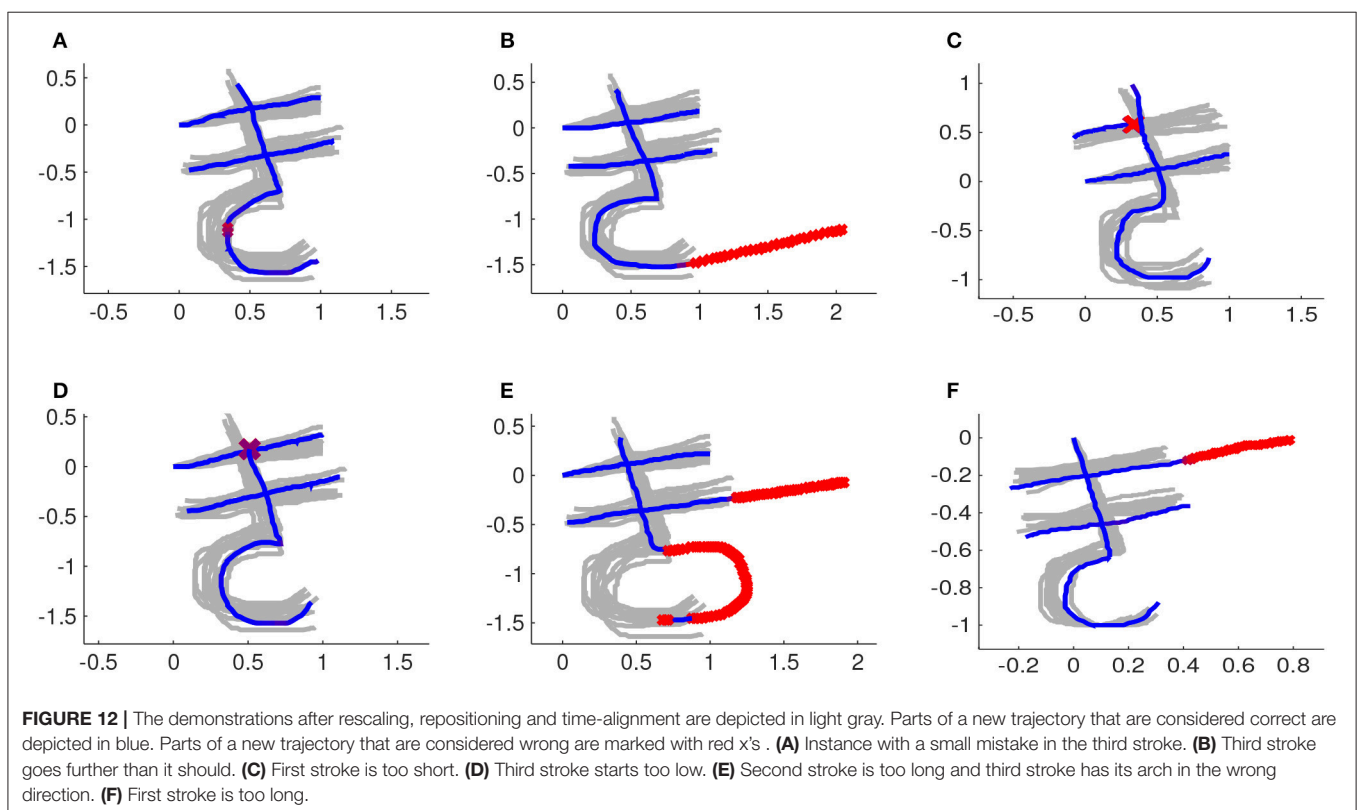 A
B
C
0.5
0
-0.5
-1
-1.5
-0.5 0 0.5 1 1.5
0.5
0
-0.5
-1
-1.5
0 0.5 1 1.5 2
1
0.5
0
-0.5
-1
-0.5 0 0.5 1 1.5
D
E
F
0.5
0
-0.5
-1
-1.5
-0.5 0 0.5 1 1.5
0.5
0
-0.5
-1
-1.5
0 0.5 1 1.5 2
0
-0.2
-0.4
-0.6
-0.8
-1
-0.2 0 0.2 0.4 0.6 0.8
FIGURE 12 | The demonstrations after rescaling, repositioning and time-alignment are depicted in light gray. Parts of a new trajectory that are considered correct are
depicted in blue. Parts of a new trajectory that are considered wrong are marked with red x's . (A) Instance with a small mistake in the third stroke. (B) Third stroke
goes further than it should. (C) First stroke is too short. (D) Third stroke starts too low. (E) Second stroke is too long and third stroke has its arch in the wrong
direction. (F) First stroke is too long.